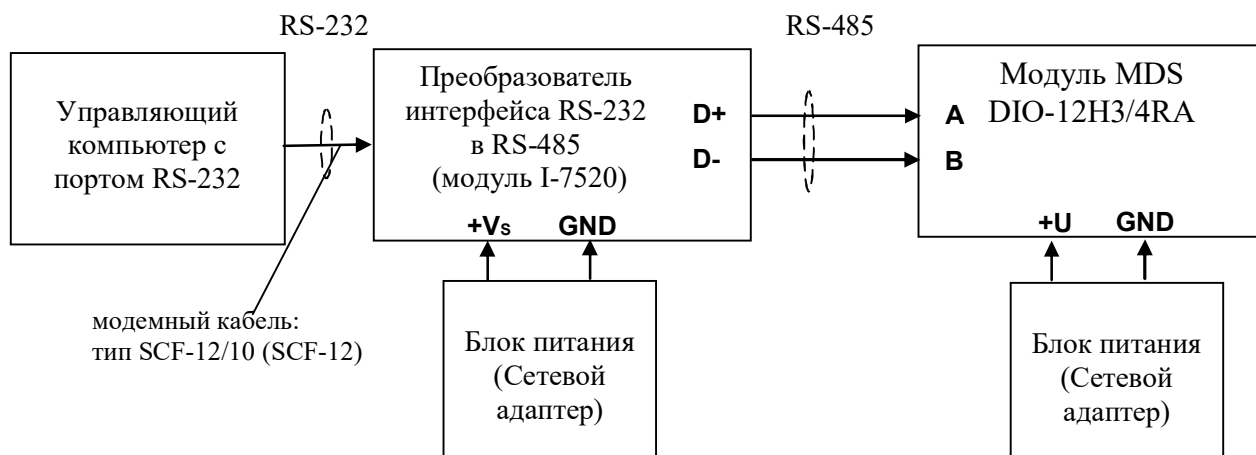 RS-232
RS-485
Управляющий
компьютер с
портом RS-232
Преобразователь
интерфейса RS-232
в RS-485
(модуль I-7520)
D+
D-
+Vs
GND
Модуль MDS
DIO-12H3/4RA
A
B
+U
GND
модемный кабель:
тип SCF-12/10 (SCF-12)
Блок питания
(Сетевой
адаптер)
Блок питания
(Сетевой
адаптер)